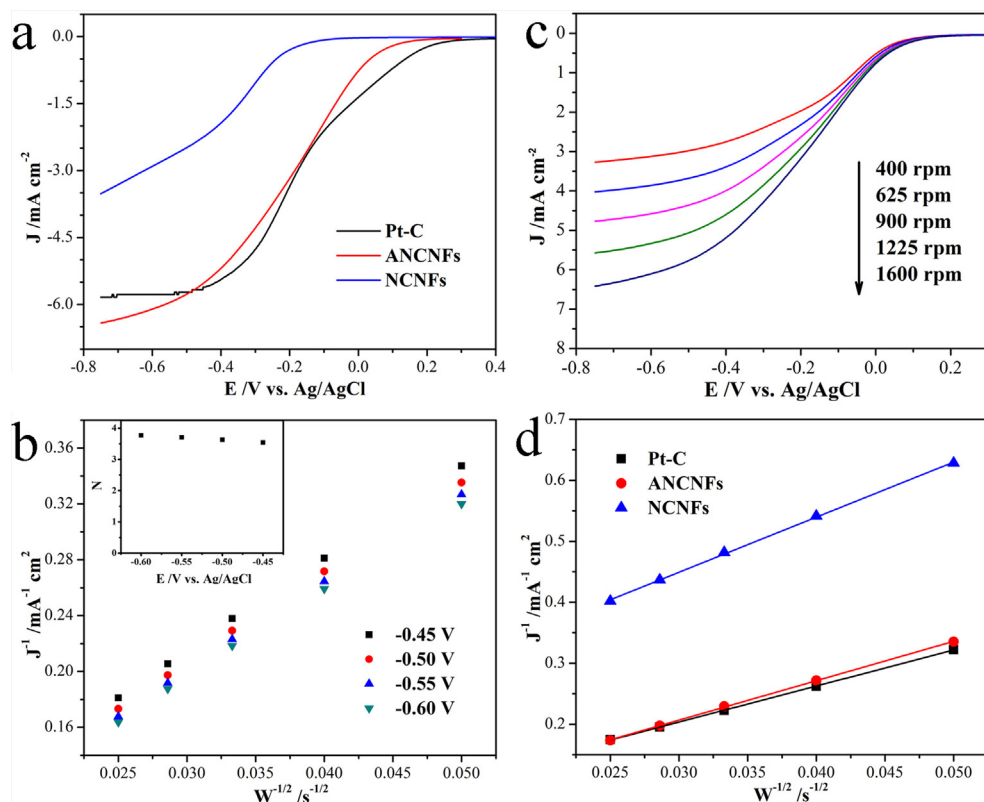 a
0.0
-1.5
-3.0
-4.5
-6.0
J /mA cm⁻²
Pt-C
ANCNFs
NCNFs
-0.8 -0.6 -0.4 -0.2 0.0 0.2 0.4
E /V vs. Ag/AgCl
c
0
1
2
3
4
5
6
7
8
J /mA cm⁻²
400 rpm
625 rpm
900 rpm
1225 rpm
1600 rpm
-0.8 -0.6 -0.4 -0.2 0.0 0.2
E /V vs. Ag/AgCl
b
0.36
0.32
0.28
0.24
0.20
0.16
J⁻¹ /mA⁻¹ cm²
4
3
2
1
0
N
-0.60 -0.55 -0.50 -0.45
E /V vs. Ag/AgCl
-0.45 V
-0.50 V
-0.55 V
-0.60 V
0.025 0.030 0.035 0.040 0.045 0.050
W⁻¹/² /s⁻¹/²
d
0.7
0.6
0.5
0.4
0.3
0.2
J⁻¹ /mA⁻¹ cm²
Pt-C
ANCNFs
NCNFs
0.025 0.030 0.035 0.040 0.045 0.050
W⁻¹/² /s⁻¹/²